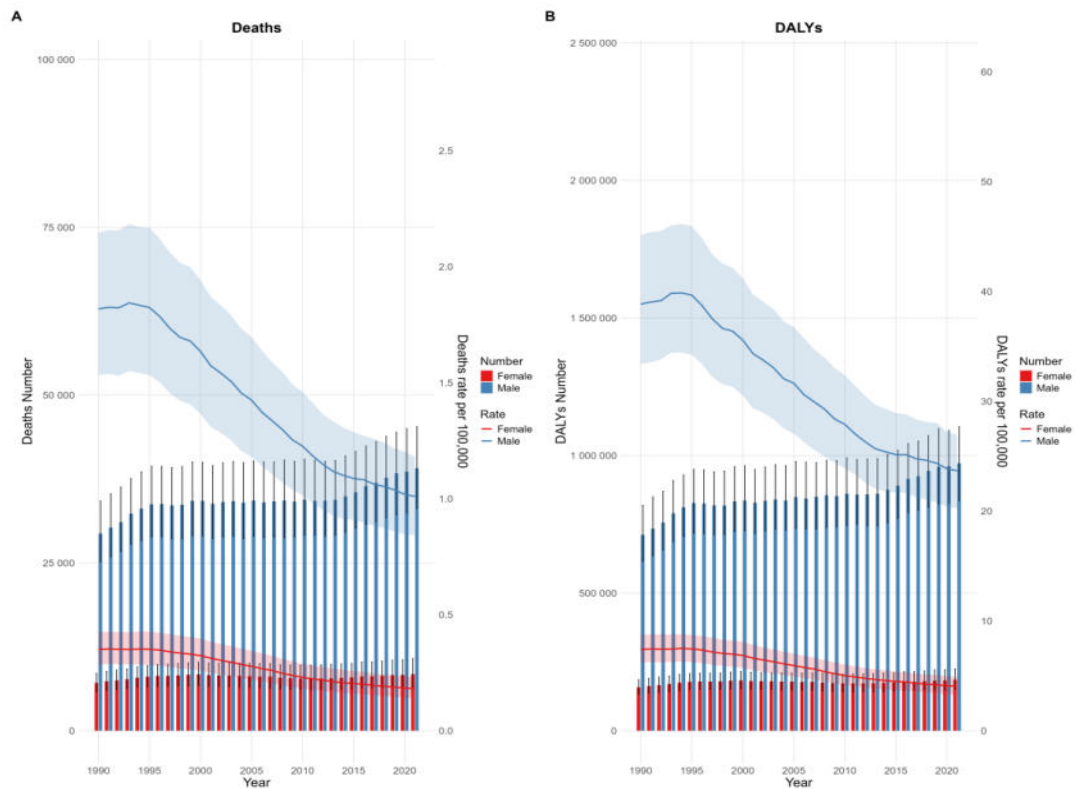 A
Deaths
100 000
75 000
50 000
25 000
0
Deaths Number
2.5
2.0
1.5
1.0
0.5
0.0
Deaths rate per 100,000
1990 1995 2000 2005 2010 2015 2020
Year
Number
Female
Male
Rate
Female
Male
B
DALYs
2 500 000
2 000 000
1 500 000
1 000 000
500 000
0
DALYs Number
60
50
40
30
20
10
0
DALYs rate per 100,000
1990 1995 2000 2005 2010 2015 2020
Year
Number
Female
Male
Rate
Female
Male